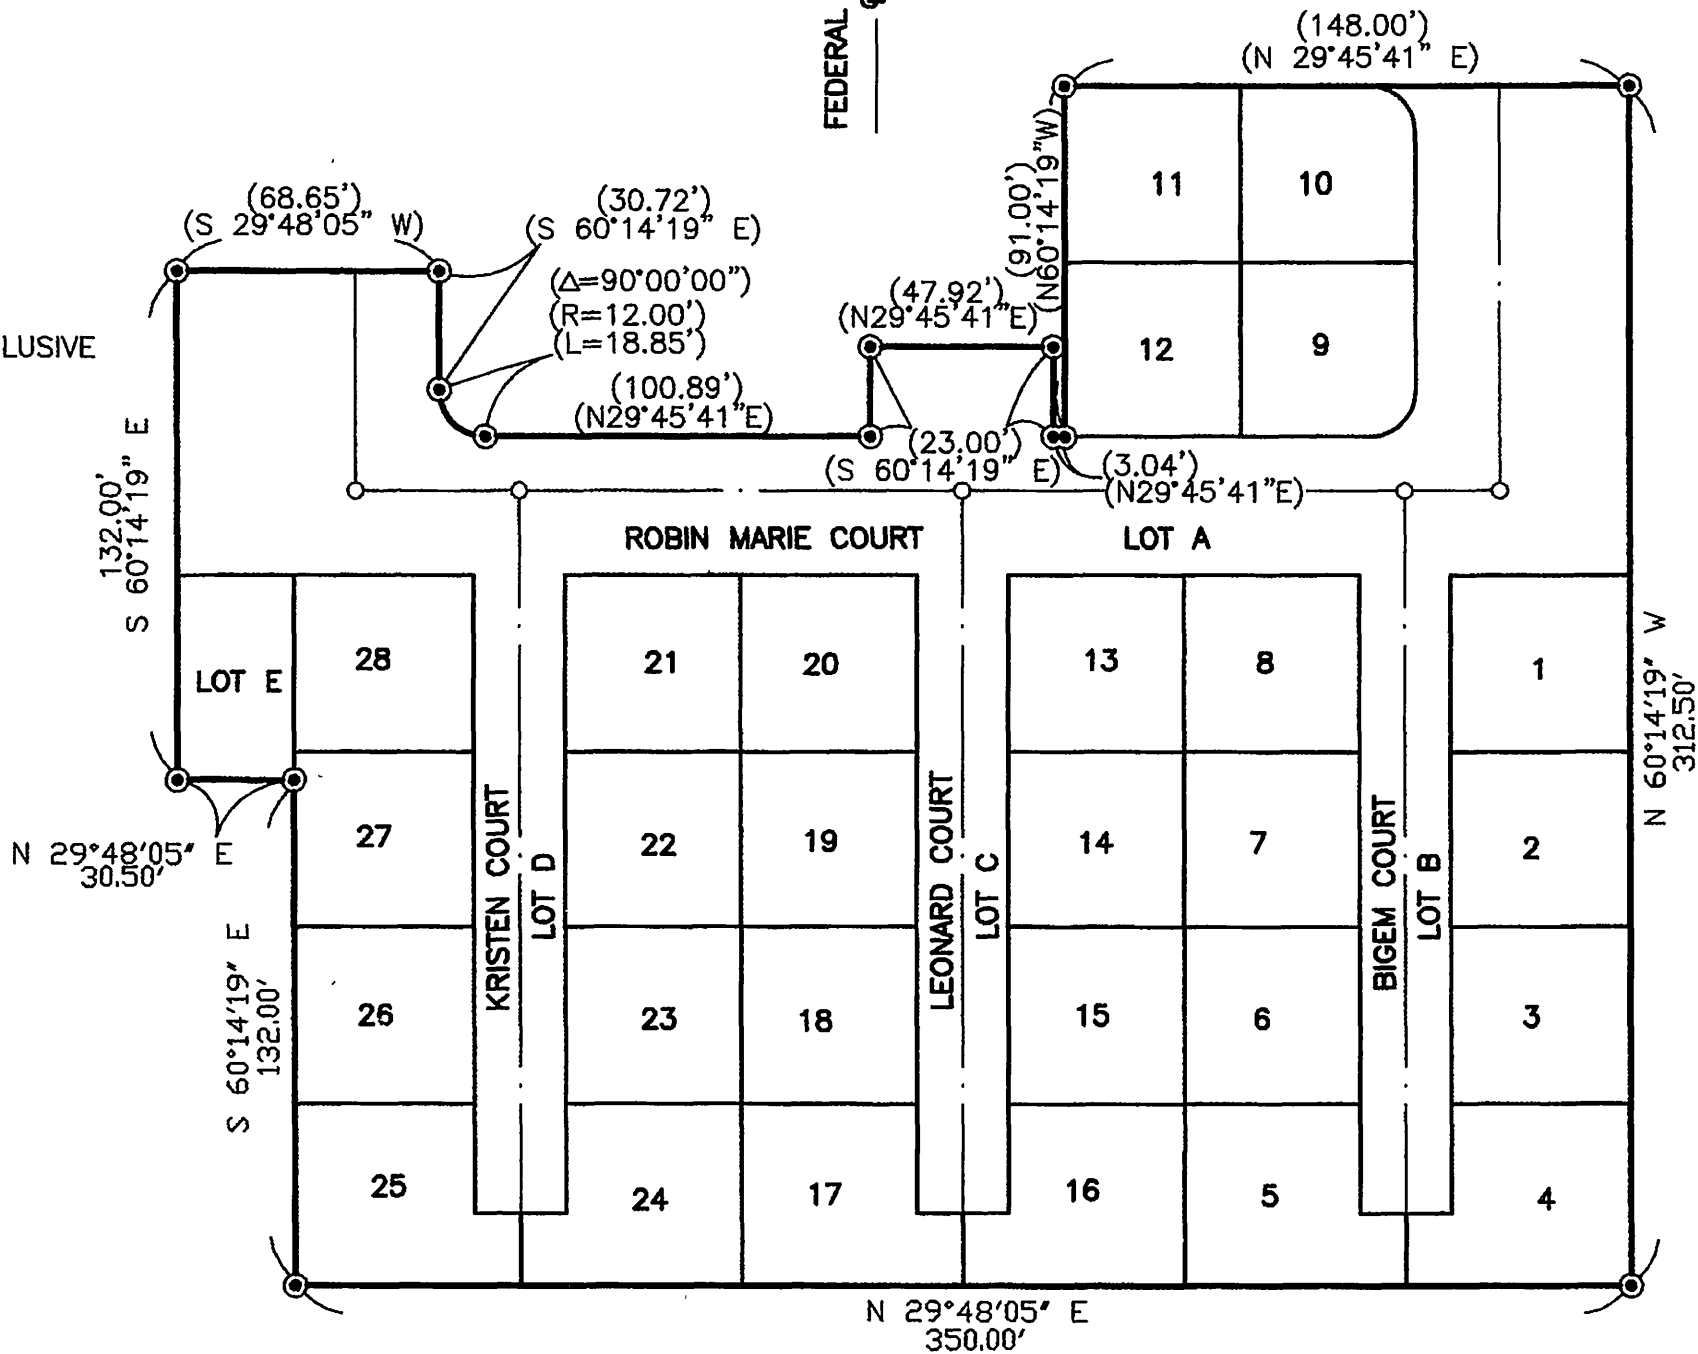 FEDERAL
(148.00')
(N 29°45'41" E)
(68.65')
(S 29°48'05" W)
(30.72')
(S 60°14'19" E)
(Δ=90°00'00")
(R=12.00')
(L=18.85')
(100.89')
(N29°45'41"E)
(47.92')
(N29°45'41"E)
(91.00')
(N60°14'19"W)
11
10
12
9
LUSIVE
(23.00')
(S 60°14'19" E)
(3.04')
(N29°45'41"E)
132.00'
S 60°14'19" E
ROBIN MARIE COURT
LOT A
LOT E
28
21
20
13
8
1
N 60°14'19" W
312.50'
27
22
19
14
7
2
N 29°48'05" E
30.50'
KRISTEN COURT
LOT D
LEONARD COURT
LOT C
BIGEM COURT
LOT B
S 60°14'19" E
132.00'
26
23
18
15
6
3
25
24
17
16
5
4
N 29°48'05" E
350.00'